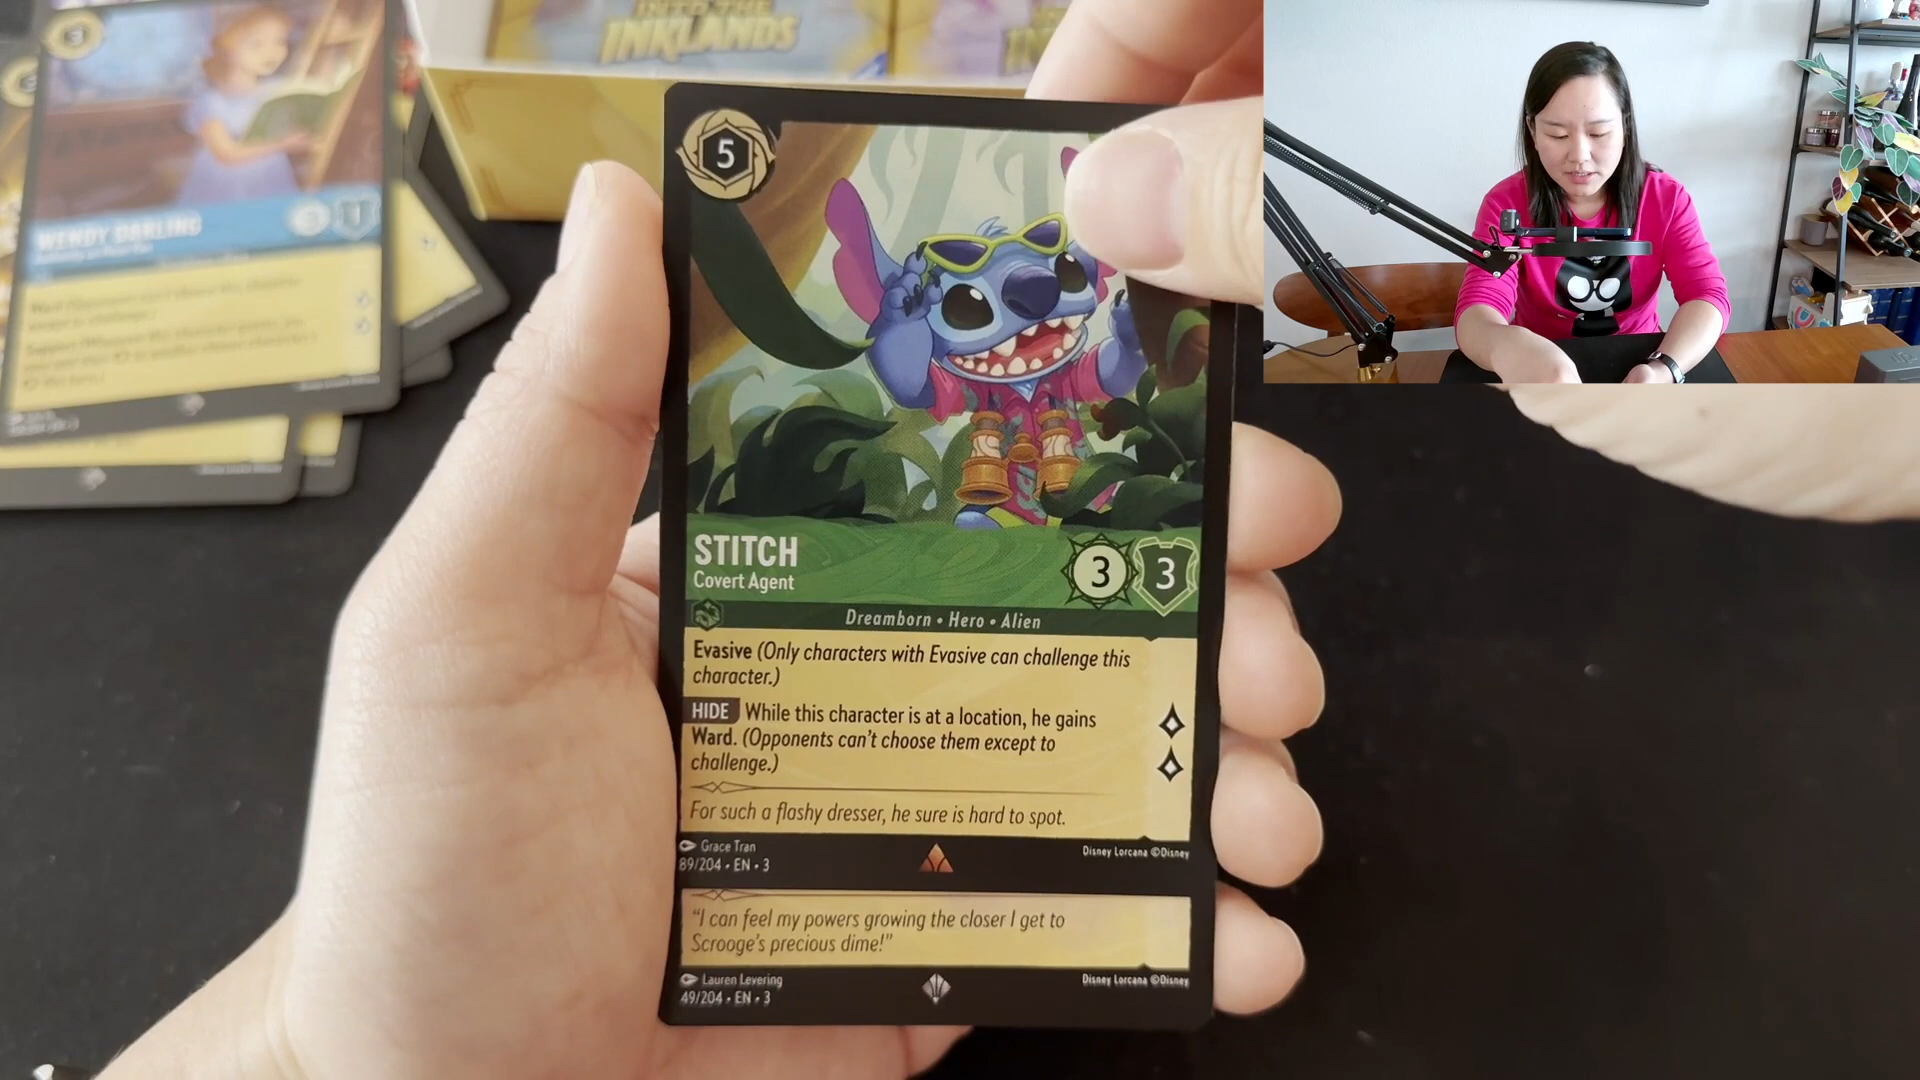 INTO THE
INKLANDS
3
WENDY DARLING
1
5
STITCH
Covert Agent
3
3
Dreamborn • Hero • Alien
Evasive (Only characters with Evasive can challenge this
character.)
HIDE While this character is at a location, he gains
Ward. (Opponents can't choose them except to
challenge.)
For such a flashy dresser, he sure is hard to spot.
Grace Tran
89/204 • EN • 3
Disney Lorcana ©Disney
"I can feel my powers growing the closer I get to
Scrooge's precious dime!"
Lauren Levering
49/204 • EN • 3
Disney Lorcana ©Disney